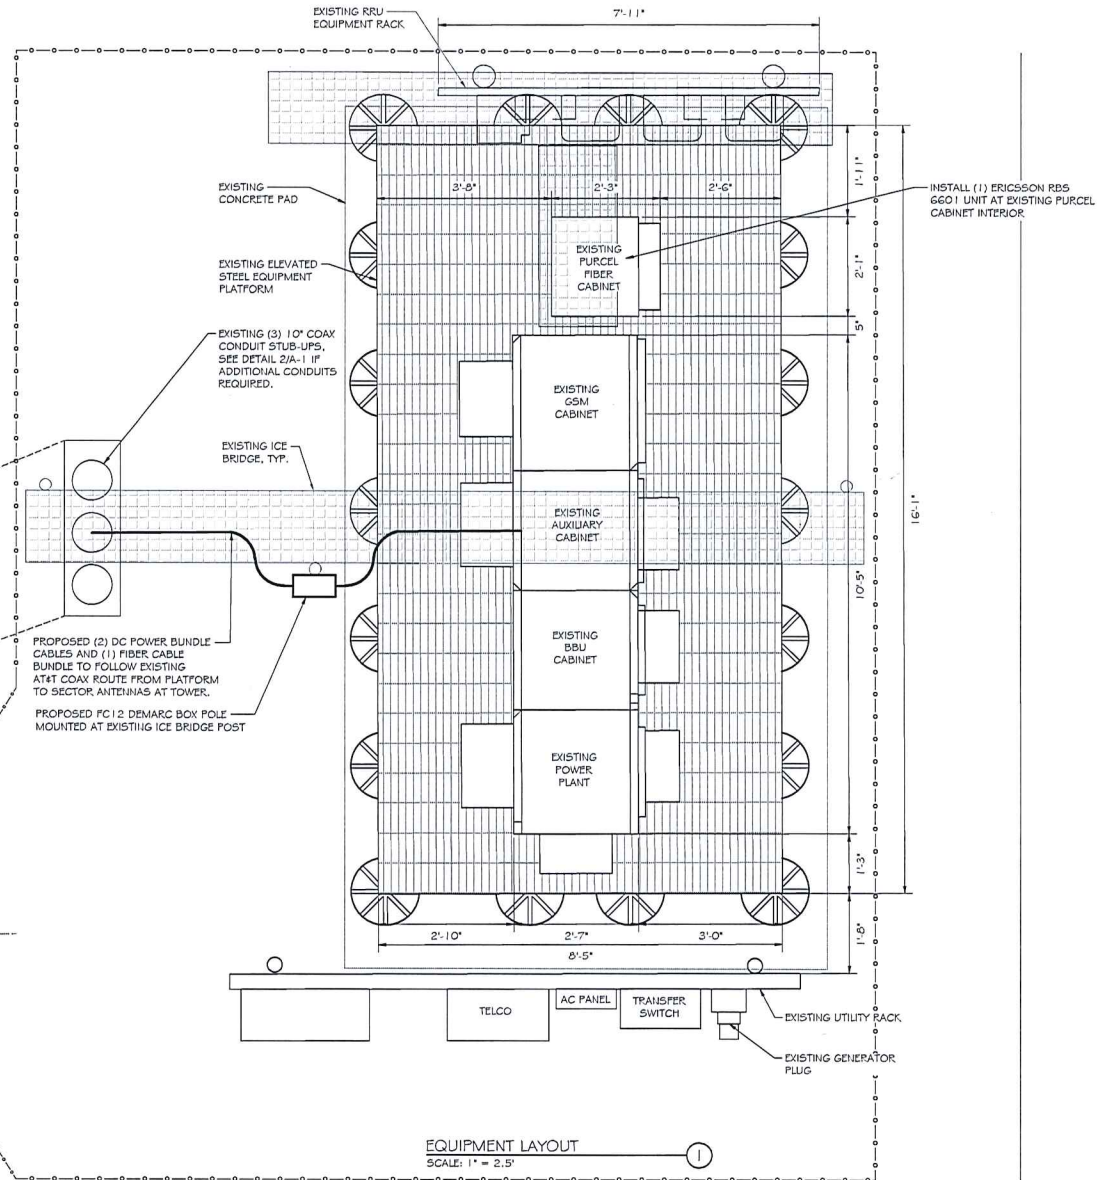 EXISTING RRU
EQUIPMENT RACK
7'-11"
EXISTING
CONCRETE PAD
3'-8"
2'-3"
2'-6"
1'-11"
INSTALL (1) ERICSSON RBS
6601 UNIT AT EXISTING PURCEL
CABINET INTERIOR
EXISTING
PURCEL
FIBER
CABINET
EXISTING ELEVATED
STEEL EQUIPMENT
PLATFORM
2'-1"
5"
EXISTING (3) 10" COAX
CONDUIT STUB-UPS,
SEE DETAIL 2/A-1 IF
ADDITIONAL CONDUITS
REQUIRED.
EXISTING
GSM
CABINET
EXISTING ICE
BRIDGE, TYP.
EXISTING
AUXILIARY
CABINET
16'-1"
10'-5"
EXISTING
BBU
CABINET
PROPOSED (2) DC POWER BUNDLE
CABLES AND (1) FIBER CABLE
BUNDLE TO FOLLOW EXISTING
AT&T COAX ROUTE FROM PLATFORM
TO SECTOR ANTENNAS AT TOWER.
PROPOSED FC12 DEMARC BOX POLE
MOUNTED AT EXISTING ICE BRIDGE POST
EXISTING
POWER
PLANT
1'-3"
2'-10"
2'-7"
3'-0"
8'-5"
1'-8"
TELCO
AC PANEL
TRANSFER
SWITCH
EXISTING UTILITY RACK
EXISTING GENERATOR
PLUG
EQUIPMENT LAYOUT
SCALE: 1" = 2.5'
1